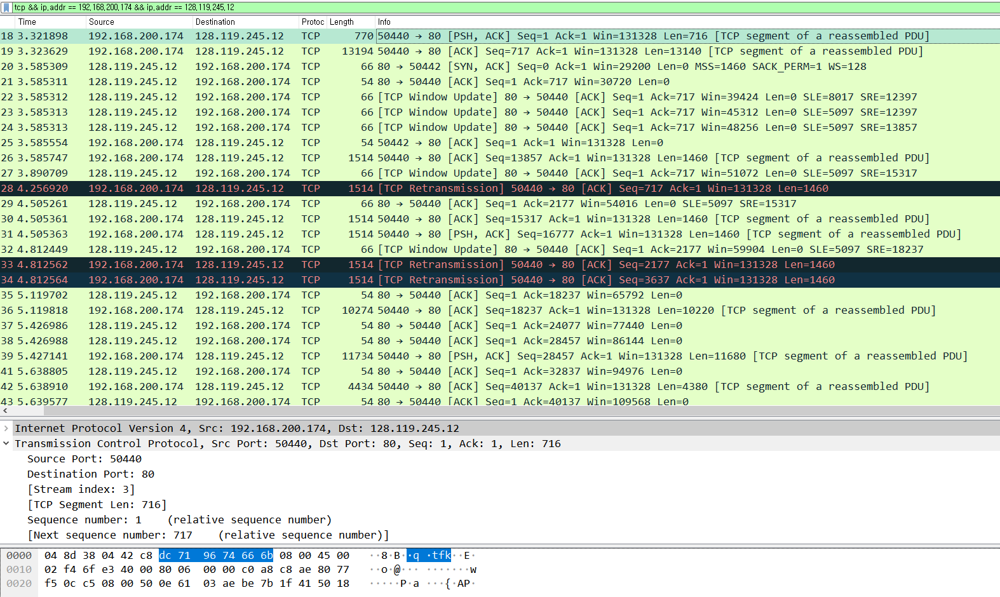 tcp && ip.addr == 192.168.200.174 && ip.addr == 128.119.245.12
Time Source Destination Protoc Length Info
18 3.321898 192.168.200.174 128.119.245.12 TCP 770 50440 → 80 [PSH, ACK] Seq=1 Ack=1 Win=131328 Len=716 [TCP segment of a reassembled PDU]
19 3.323629 192.168.200.174 128.119.245.12 TCP 13194 50440 → 80 [ACK] Seq=717 Ack=1 Win=131328 Len=13140 [TCP segment of a reassembled PDU]
20 3.585309 128.119.245.12 192.168.200.174 TCP 66 80 → 50442 [SYN, ACK] Seq=0 Ack=1 Win=29200 Len=0 MSS=1460 SACK_PERM=1 WS=128
21 3.585311 128.119.245.12 192.168.200.174 TCP 54 80 → 50440 [ACK] Seq=1 Ack=717 Win=30720 Len=0
22 3.585312 128.119.245.12 192.168.200.174 TCP 66 [TCP Window Update] 80 → 50440 [ACK] Seq=1 Ack=717 Win=39424 Len=0 SLE=8017 SRE=12397
23 3.585313 128.119.245.12 192.168.200.174 TCP 66 [TCP Window Update] 80 → 50440 [ACK] Seq=1 Ack=717 Win=45312 Len=0 SLE=5097 SRE=12397
24 3.585313 128.119.245.12 192.168.200.174 TCP 66 [TCP Window Update] 80 → 50440 [ACK] Seq=1 Ack=717 Win=48256 Len=0 SLE=5097 SRE=13857
25 3.585554 192.168.200.174 128.119.245.12 TCP 54 50442 → 80 [ACK] Seq=1 Ack=1 Win=131328 Len=0
26 3.585747 192.168.200.174 128.119.245.12 TCP 1514 50440 → 80 [ACK] Seq=13857 Ack=1 Win=131328 Len=1460 [TCP segment of a reassembled PDU]
27 3.890709 128.119.245.12 192.168.200.174 TCP 66 [TCP Window Update] 80 → 50440 [ACK] Seq=1 Ack=717 Win=51072 Len=0 SLE=5097 SRE=15317
28 4.256920 192.168.200.174 128.119.245.12 TCP 1514 [TCP Retransmission] 50440 → 80 [ACK] Seq=717 Ack=1 Win=131328 Len=1460
29 4.505261 128.119.245.12 192.168.200.174 TCP 66 80 → 50440 [ACK] Seq=1 Ack=2177 Win=54016 Len=0 SLE=5097 SRE=15317
30 4.505361 192.168.200.174 128.119.245.12 TCP 1514 50440 → 80 [ACK] Seq=15317 Ack=1 Win=131328 Len=1460 [TCP segment of a reassembled PDU]
31 4.505363 192.168.200.174 128.119.245.12 TCP 1514 50440 → 80 [PSH, ACK] Seq=16777 Ack=1 Win=131328 Len=1460 [TCP segment of a reassembled PDU]
32 4.812449 128.119.245.12 192.168.200.174 TCP 66 [TCP Window Update] 80 → 50440 [ACK] Seq=1 Ack=2177 Win=59904 Len=0 SLE=5097 SRE=18237
33 4.812562 192.168.200.174 128.119.245.12 TCP 1514 [TCP Retransmission] 50440 → 80 [ACK] Seq=2177 Ack=1 Win=131328 Len=1460
34 4.812564 192.168.200.174 128.119.245.12 TCP 1514 [TCP Retransmission] 50440 → 80 [ACK] Seq=3637 Ack=1 Win=131328 Len=1460
35 5.119702 128.119.245.12 192.168.200.174 TCP 54 80 → 50440 [ACK] Seq=1 Ack=18237 Win=65792 Len=0
36 5.119818 192.168.200.174 128.119.245.12 TCP 10274 50440 → 80 [ACK] Seq=18237 Ack=1 Win=131328 Len=10220 [TCP segment of a reassembled PDU]
37 5.426986 128.119.245.12 192.168.200.174 TCP 54 80 → 50440 [ACK] Seq=1 Ack=24077 Win=77440 Len=0
38 5.426988 128.119.245.12 192.168.200.174 TCP 54 80 → 50440 [ACK] Seq=1 Ack=28457 Win=86144 Len=0
39 5.427141 192.168.200.174 128.119.245.12 TCP 11734 50440 → 80 [PSH, ACK] Seq=28457 Ack=1 Win=131328 Len=11680 [TCP segment of a reassembled PDU]
41 5.638805 128.119.245.12 192.168.200.174 TCP 54 80 → 50440 [ACK] Seq=1 Ack=32837 Win=94976 Len=0
42 5.638910 192.168.200.174 128.119.245.12 TCP 4434 50440 → 80 [ACK] Seq=40137 Ack=1 Win=131328 Len=4380 [TCP segment of a reassembled PDU]
43 5.639577 128.119.245.12 192.168.200.174 TCP 54 80 → 50440 [ACK] Seq=1 Ack=40137 Win=109568 Len=0
Internet Protocol Version 4, Src: 192.168.200.174, Dst: 128.119.245.12
Transmission Control Protocol, Src Port: 50440, Dst Port: 80, Seq: 1, Ack: 1, Len: 716
Source Port: 50440
Destination Port: 80
[Stream index: 3]
[TCP Segment Len: 716]
Sequence number: 1 (relative sequence number)
[Next sequence number: 717 (relative sequence number)]
0000 04 8d 38 04 42 c8 dc 71 96 74 66 6b 08 00 45 00 ··8·B··q ·tfk··E·
0010 02 f4 6f e3 40 00 80 06 00 00 c0 a8 c8 ae 80 77 ··o·@··· ·······w
0020 f5 0c c5 08 00 50 0e 61 03 ae be 7b 1f 41 50 18 ·····P·a ···{·AP·